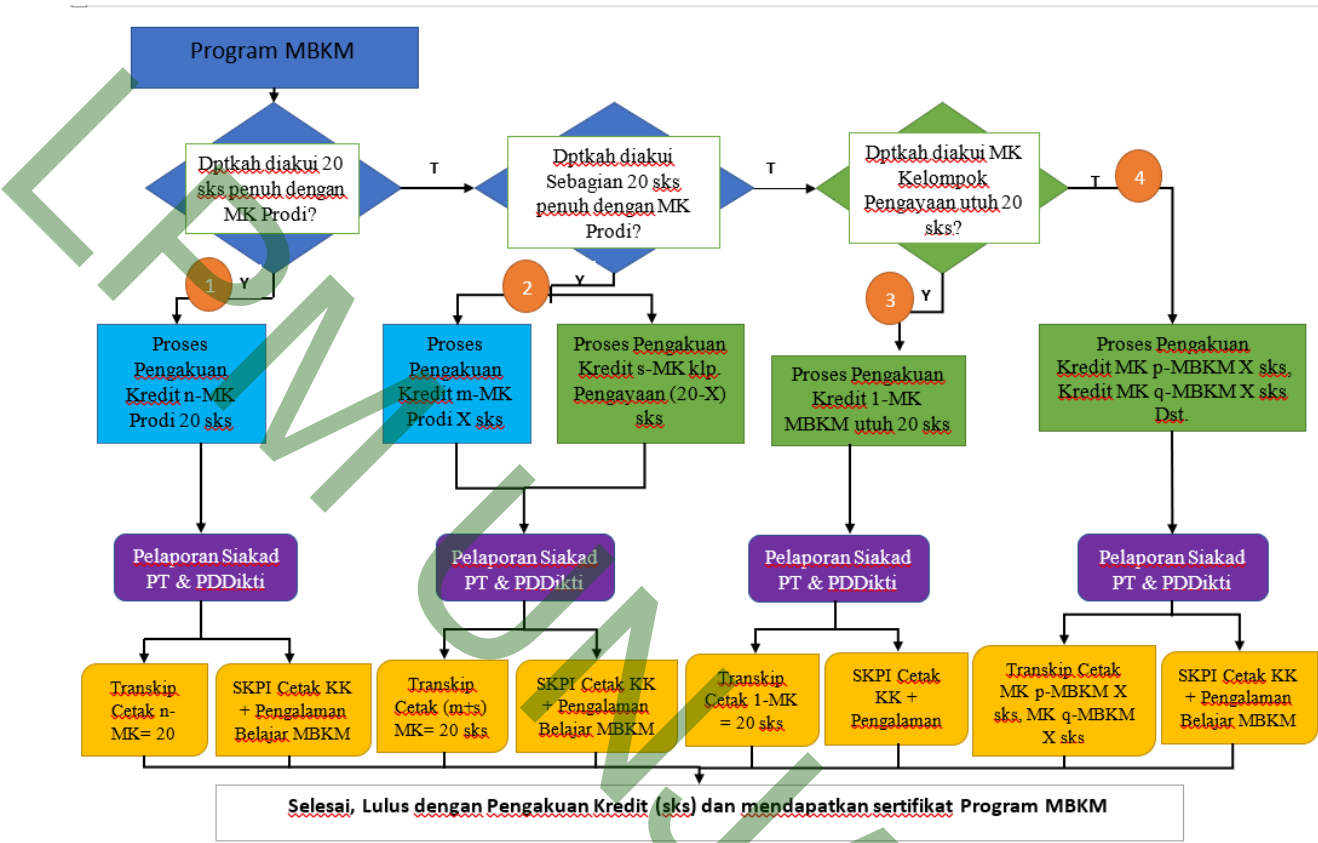 Program MBKM
Dptkah diakui 20
sks penuh dengan
MK Prodi?
T
Dptkah diakui
Sebagian 20 sks
penuh dengan MK
Prodi?
T
Dptkah diakui MK
Kelompok
Pengayaan utuh 20
sks?
T
4
1
Y
2
Y
3
Y
Proses
Pengakuan
Kredit n-MK
Prodi 20 sks
Proses
Pengakuan
Kredit m-MK
Prodi X sks
Proses Pengakuan
Kredit s-MK klp.
Pengayaan (20-X)
sks
Proses Pengakuan
Kredit 1-MK
MBKM utuh 20 sks
Proses Pengakuan
Kredit MK p-MBKM X sks,
Kredit MK q-MBKM X sks
Dst.
Pelaporan Siakad
PT & PDDikti
Pelaporan Siakad
PT & PDDikti
Pelaporan Siakad
PT & PDDikti
Pelaporan Siakad
PT & PDDikti
Transkip
Cetak n-
MK= 20
SKPI Cetak KK
+ Pengalaman
Belajar MBKM
Transkip
Cetak (m+s)
MK= 20 sks
SKPI Cetak KK
+ Pengalaman
Belajar MBKM
Transkip
Cetak 1-MK
= 20 sks
SKPI Cetak
KK +
Pengalaman
Transkip Cetak
MK p-MBKM X
sks, MK q-MBKM
X sks
SKPI Cetak KK
+ Pengalaman
Belajar MBKM
Selesai, Lulus dengan Pengakuan Kredit (sks) dan mendapatkan sertifikat Program MBKM
LPM UNJ